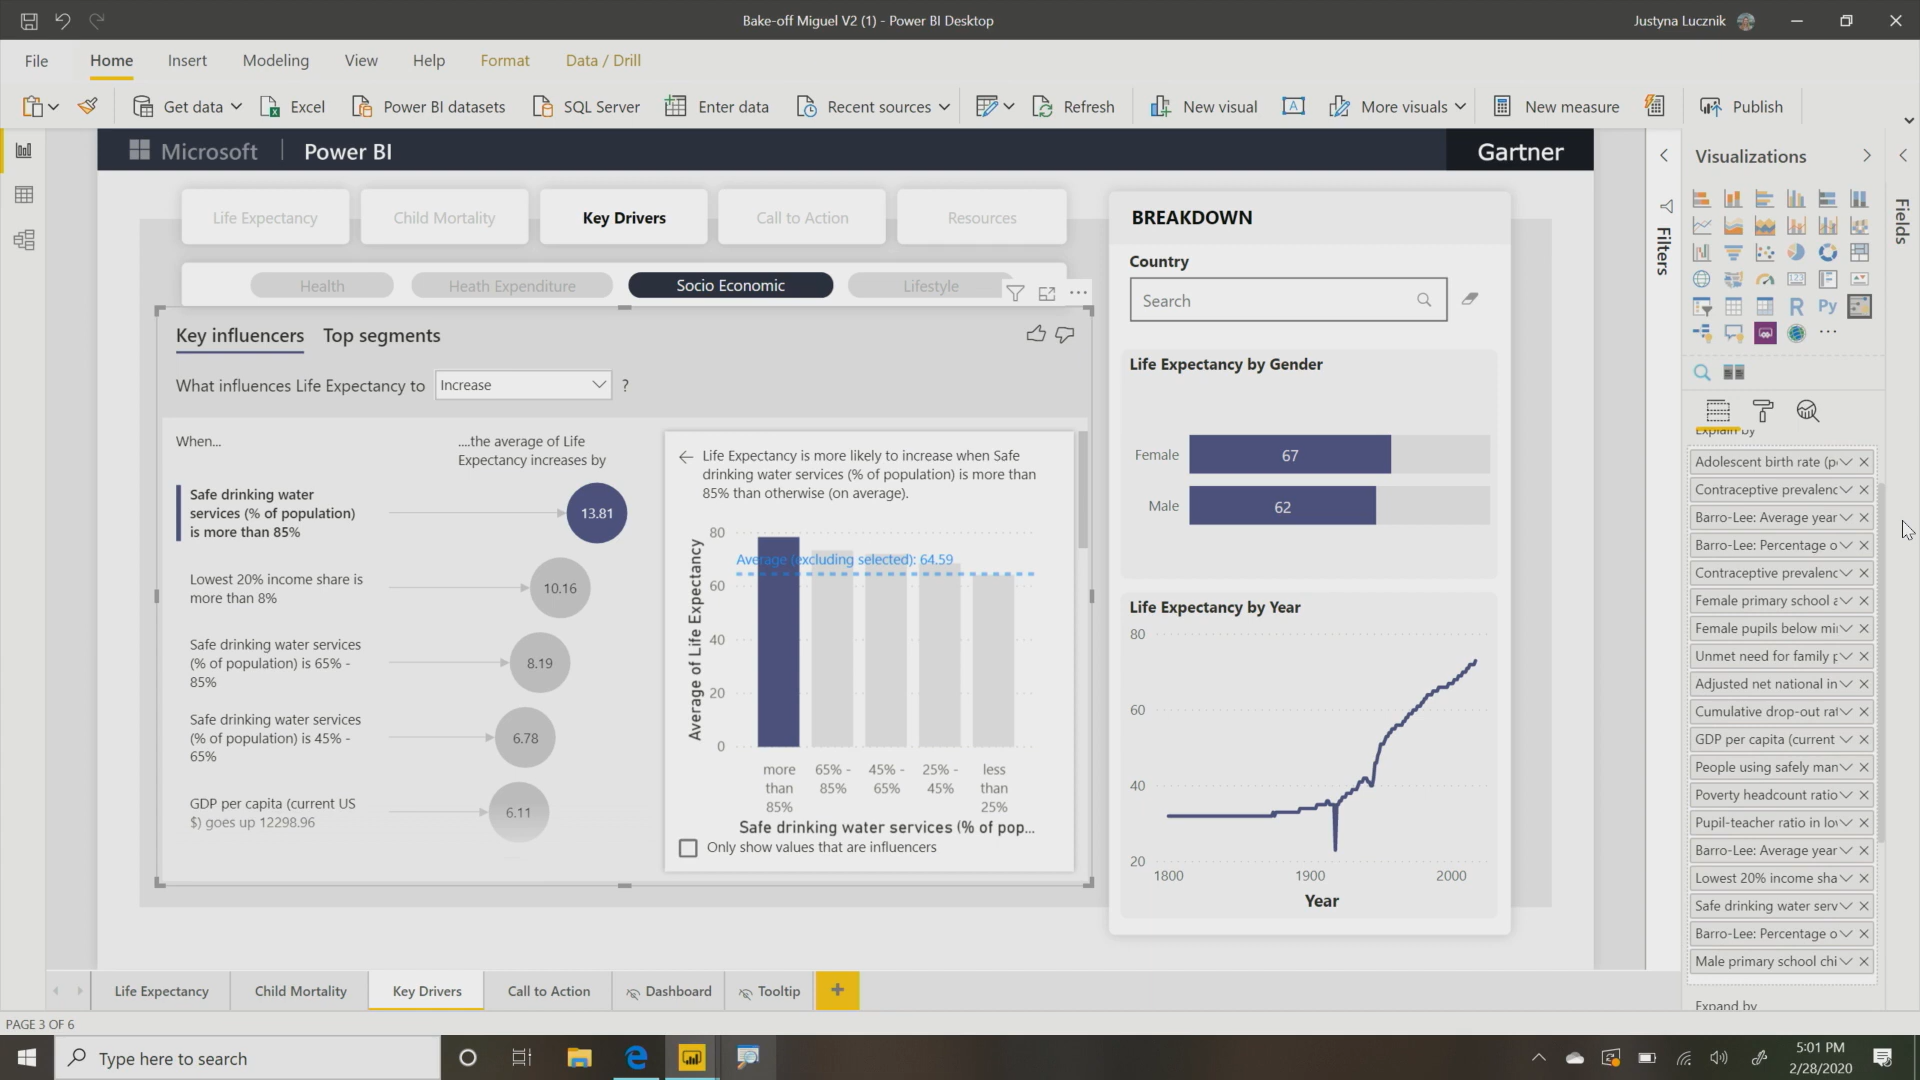 Bake-off Miguel V2 (1) - Power BI Desktop
Justyna Lucznik
File Home Insert Modeling View Help Format Data / Drill
Get data Excel Power BI datasets SQL Server Enter data Recent sources Refresh New visual More visuals New measure Publish
Microsoft Power BI
Gartner
Life Expectancy Child Mortality Key Drivers Call to Action Resources
Health Heath Expenditure Socio Economic Lifestyle
Key influencers Top segments
What influences Life Expectancy to Increase ?
When...
....the average of Life
Expectancy increases by
Safe drinking water
services (% of population)
is more than 85%
13.81
Lowest 20% income share is
more than 8%
10.16
Safe drinking water services
(% of population) is 65% -
85%
8.19
Safe drinking water services
(% of population) is 45% -
65%
6.78
GDP per capita (current US
$) goes up 12298.96
6.11
Life Expectancy is more likely to increase when Safe
drinking water services (% of population) is more than
85% than otherwise (on average).
Average of Life Expectancy
80
60
40
20
0
Average (excluding selected): 64.59
more
than
85%
65% -
85%
45% -
65%
25% -
45%
less
than
25%
Safe drinking water services (% of pop...
Only show values that are influencers
BREAKDOWN
Country
Search
Life Expectancy by Gender
Female 67
Male 62
Life Expectancy by Year
80
60
40
20
1800 1900 2000
Year
Filters
Visualizations
R Py
Fields
Explain by
Adolescent birth rate (p
Contraceptive prevalenc
Barro-Lee: Average year
Barro-Lee: Percentage o
Contraceptive prevalenc
Female primary school a
Female pupils below mi
Unmet need for family p
Adjusted net national in
Cumulative drop-out rat
GDP per capita (current
People using safely man
Poverty headcount ratio
Pupil-teacher ratio in lo
Barro-Lee: Average year
Lowest 20% income sha
Safe drinking water serv
Barro-Lee: Percentage o
Male primary school chi
Expand by
Life Expectancy Child Mortality Key Drivers Call to Action Dashboard Tooltip +
PAGE 3 OF 6
Type here to search
5:01 PM
2/28/2020